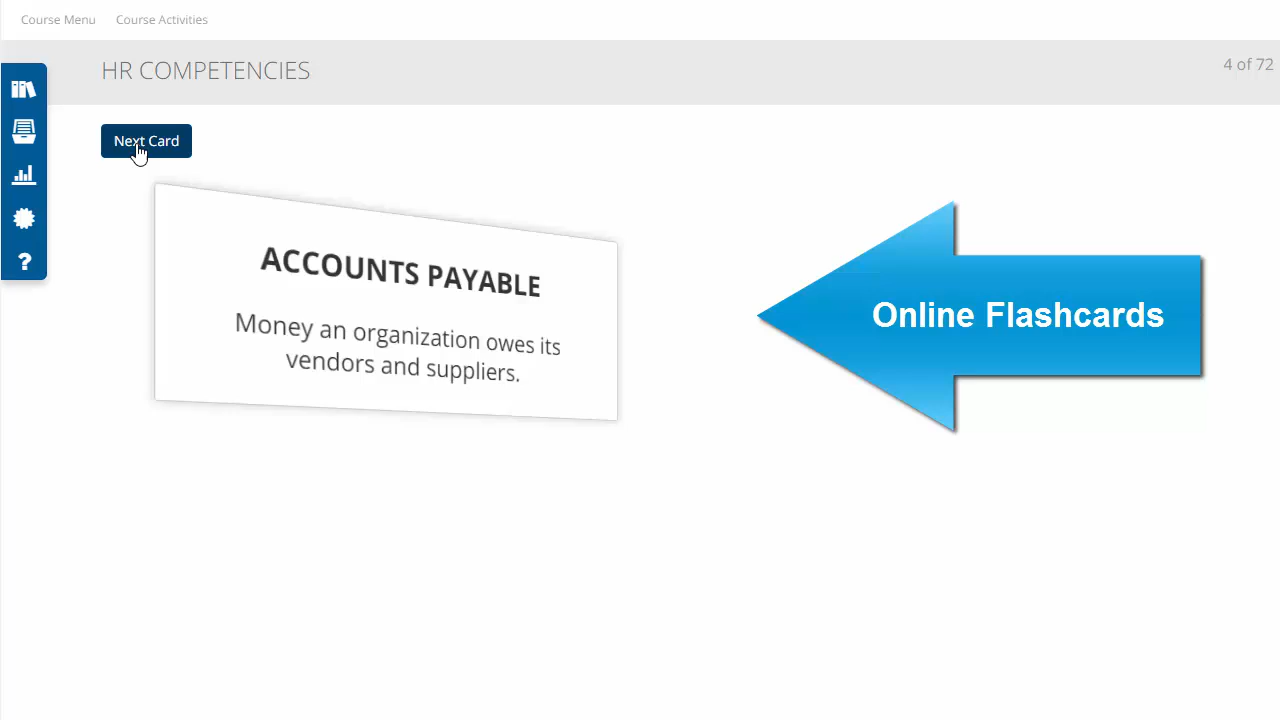 Course Menu Course Activities
HR COMPETENCIES
4 of 72
Next Card
ACCOUNTS PAYABLE
Money an organization owes its
vendors and suppliers.
Online Flashcards
?